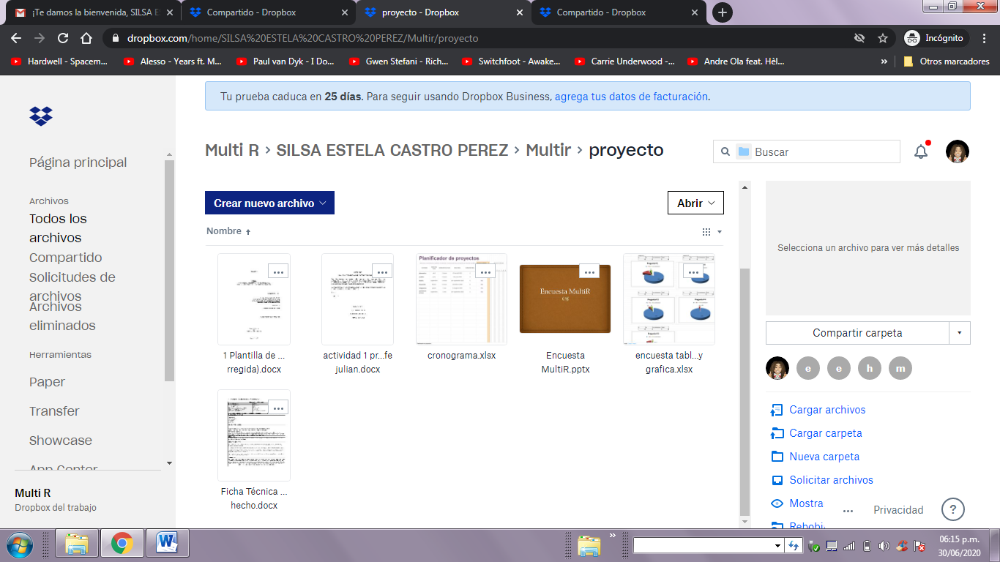 ¡Te damos la bienvenida, SILSA ES
Compartido - Dropbox
proyecto - Dropbox
Compartido - Dropbox
dropbox.com/home/SILSA%20ESTELA%20CASTRO%20PEREZ/Multir/proyecto
Incógnito
Hardwell - Spacem...
Alesso - Years ft. M...
Paul van Dyk - I Do...
Gwen Stefani - Rich...
Switchfoot - Awake...
Carrie Underwood -...
Andre Ola feat. Hèl...
»
Otros marcadores
Tu prueba caduca en 25 días. Para seguir usando Dropbox Business, agrega tus datos de facturación.
Multi R › SILSA ESTELA CASTRO PEREZ › Multir › proyecto
Buscar
Página principal
Archivos
Todos los
archivos
Compartido
Solicitudes de
archivos
Archivos
eliminados
Herramientas
Paper
Transfer
Showcase
App Center
Multi R
Dropbox del trabajo
Crear nuevo archivo
Abrir
Nombre
Planificador de proyectos
Encuesta MultiR
1 Plantilla de ...
rregida).docx
actividad 1 pr...fe
julian.docx
cronograma.xlsx
Encuesta
MultiR.pptx
encuesta tabl...y
grafica.xlsx
Ficha Técnica ...
hecho.docx
Selecciona un archivo para ver más detalles
Compartir carpeta
e e h m
Cargar archivos
Cargar carpeta
Nueva carpeta
Solicitar archivos
Mostra
Rebobi
...
Privacidad
?
06:15 p.m.
30/06/2020